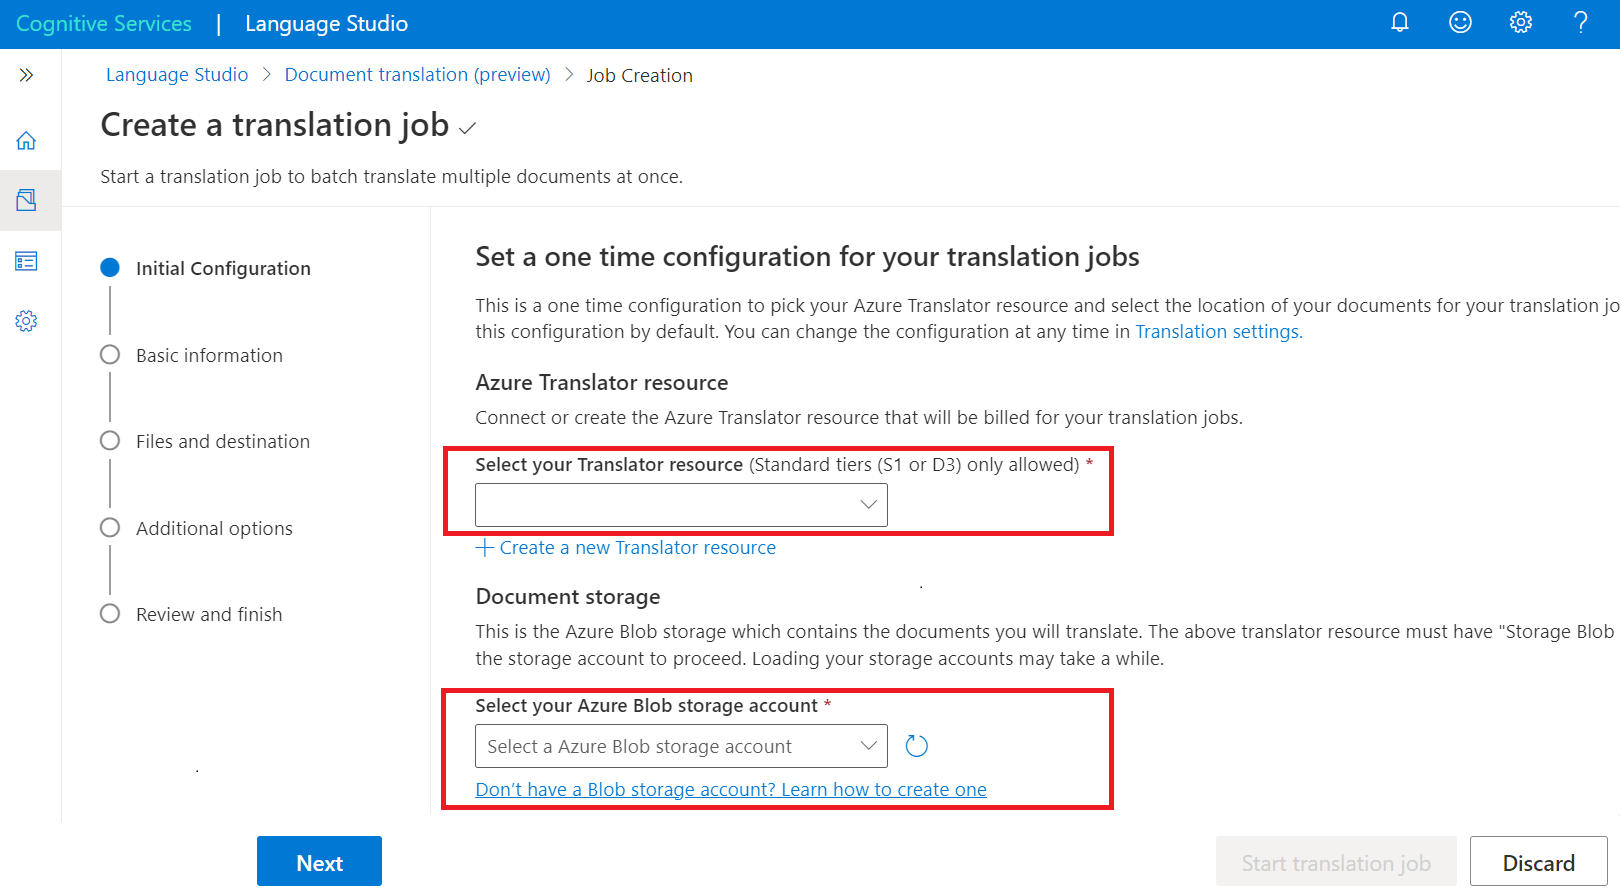 Cognitive Services | Language Studio
Language Studio > Document translation (preview) > Job Creation
Create a translation job
Start a translation job to batch translate multiple documents at once.
Initial Configuration
Basic information
Files and destination
Additional options
Review and finish
Set a one time configuration for your translation jobs
This is a one time configuration to pick your Azure Translator resource and select the location of your documents for your translation jo
this configuration by default. You can change the configuration at any time in Translation settings.
Azure Translator resource
Connect or create the Azure Translator resource that will be billed for your translation jobs.
Select your Translator resource (Standard tiers (S1 or D3) only allowed) *
Create a new Translator resource
Document storage
This is the Azure Blob storage which contains the documents you will translate. The above translator resource must have "Storage Blob
the storage account to proceed. Loading your storage accounts may take a while.
Select your Azure Blob storage account *
Select a Azure Blob storage account
Don't have a Blob storage account? Learn how to create one
Next
Start translation job
Discard